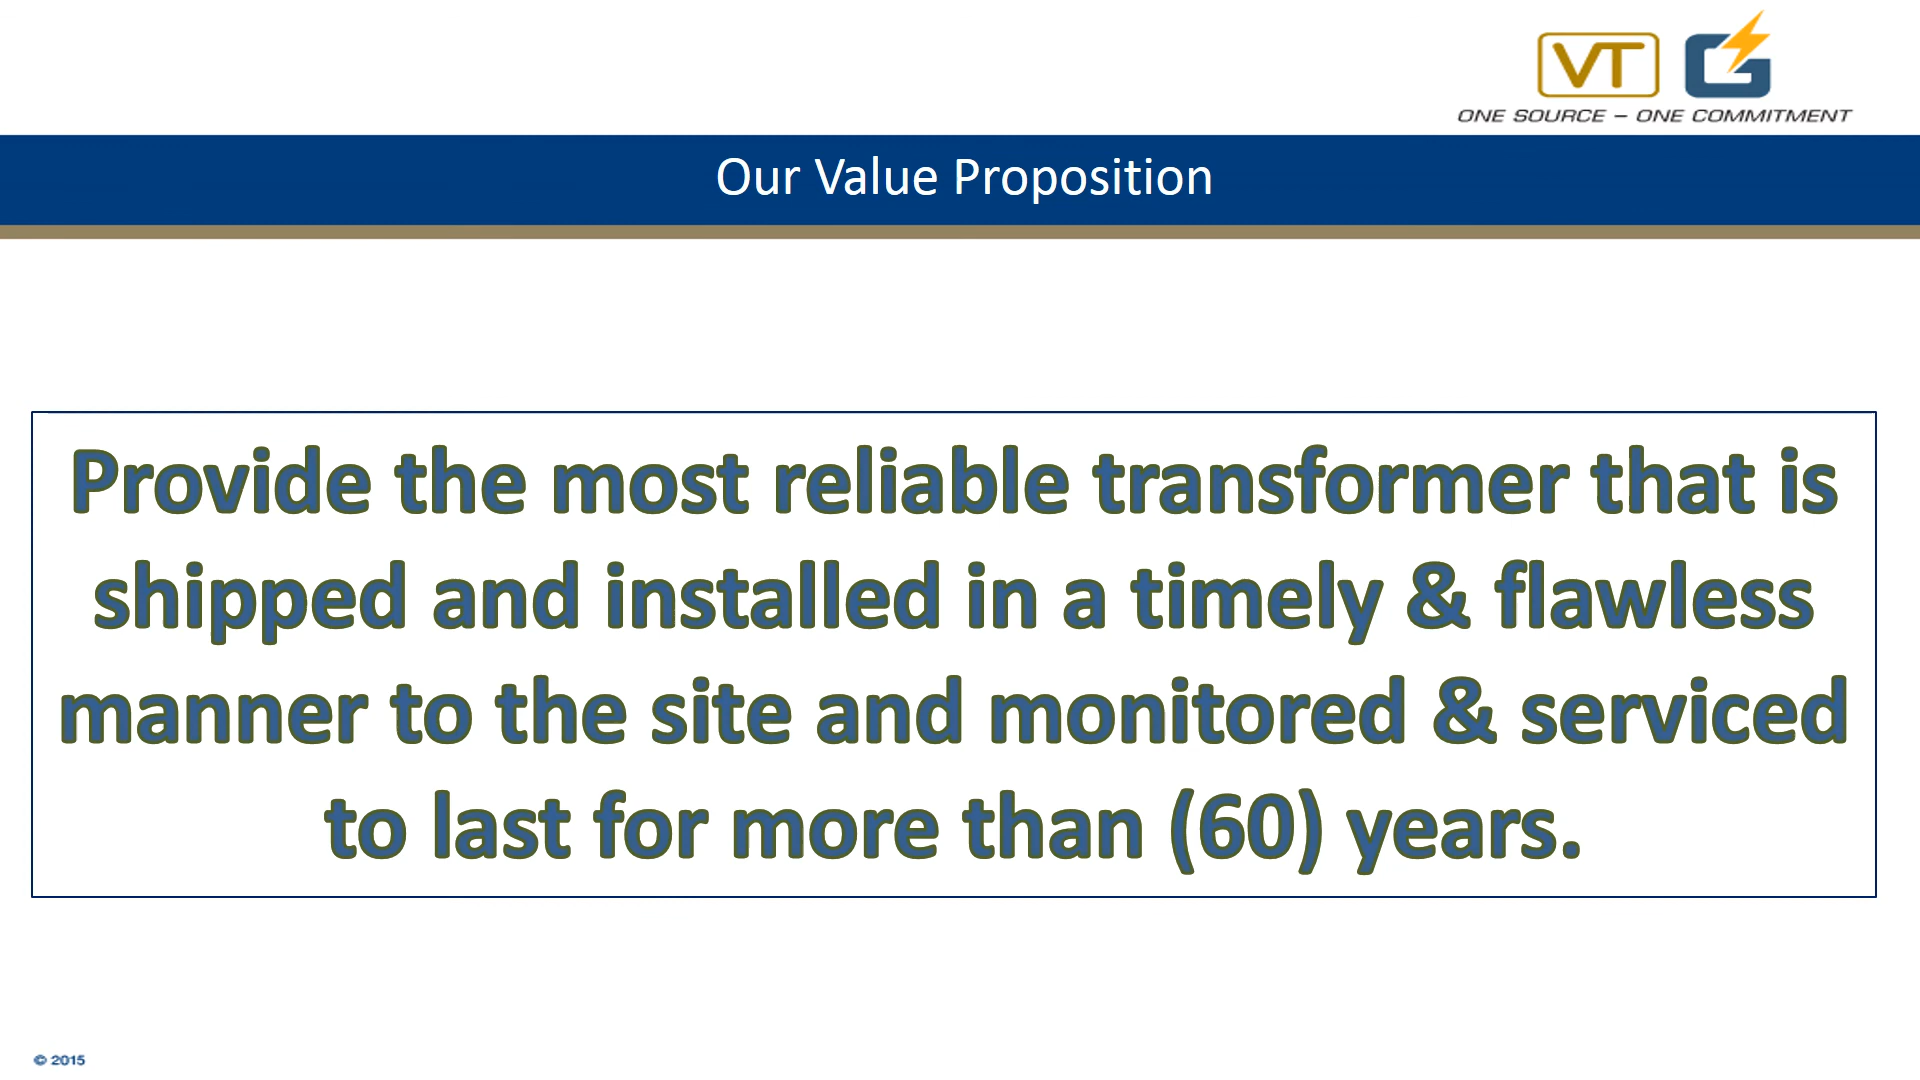 VT G
ONE SOURCE – ONE COMMITMENT
Our Value Proposition
Provide the most reliable transformer that is
shipped and installed in a timely & flawless
manner to the site and monitored & serviced
to last for more than (60) years.
© 2015